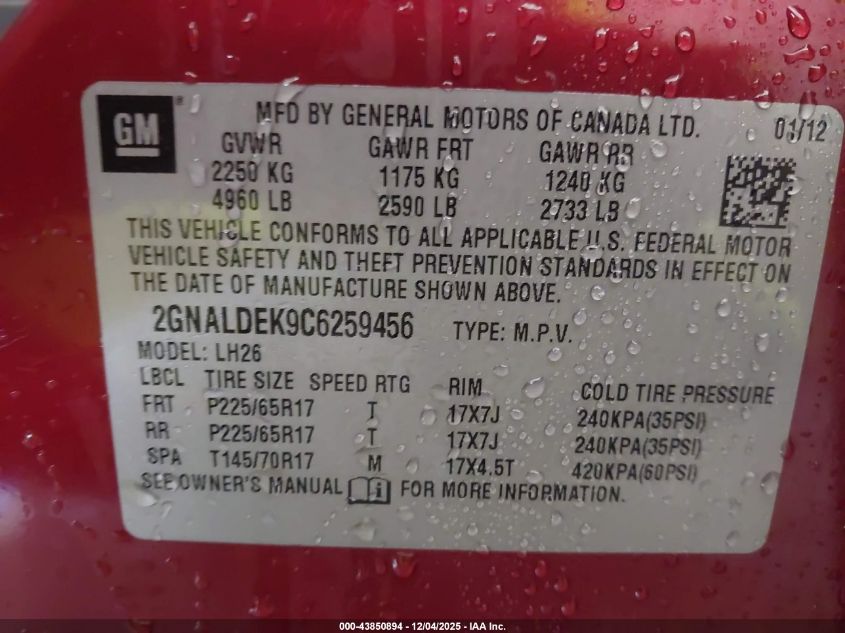 GM ® MFD BY GENERAL MOTORS OF CANADA LTD. 01/12
GVWR GAWR FRT GAWR RR
2250 KG 1175 KG 1240 KG
4960 LB 2590 LB 2733 LB
THIS VEHICLE CONFORMS TO ALL APPLICABLE U.S. FEDERAL MOTOR
VEHICLE SAFETY AND THEFT PREVENTION STANDARDS IN EFFECT ON
THE DATE OF MANUFACTURE SHOWN ABOVE.
2GNALDEK9C6259456 TYPE: M.P.V.
MODEL: LH26
LBCL TIRE SIZE SPEED RTG RIM COLD TIRE PRESSURE
FRT P225/65R17 T 17X7J 240KPA(35PSI)
RR P225/65R17 T 17X7J 240KPA(35PSI)
SPA T145/70R17 M 17X4.5T 420KPA(60PSI)
SEE OWNER'S MANUAL i FOR MORE INFORMATION.
000-43850894 - 12/04/2025 - IAA Inc.